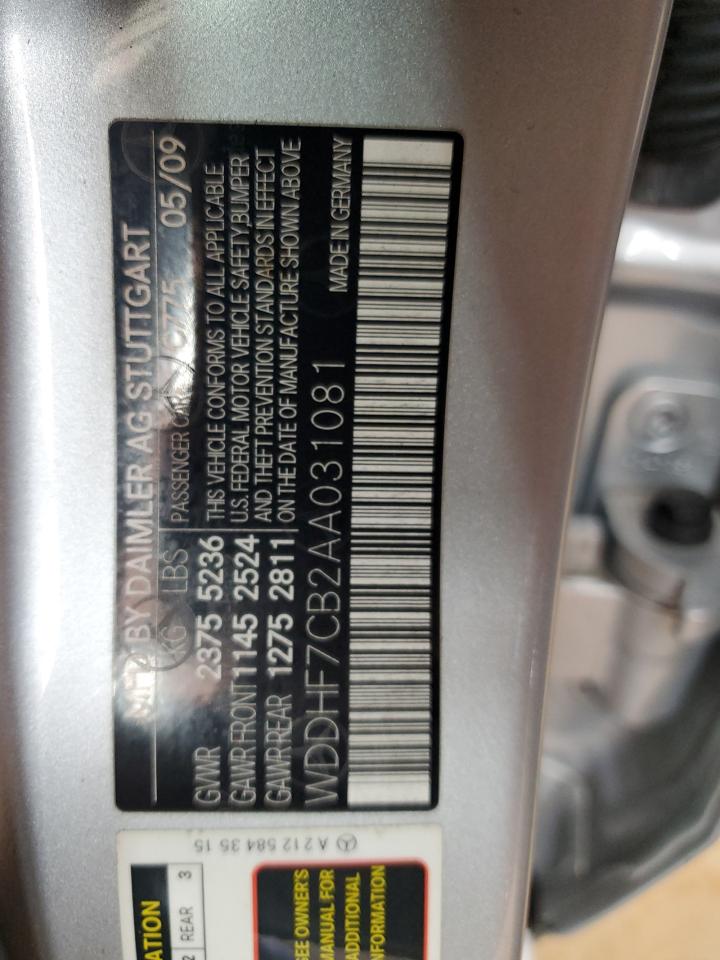 MFD BY DAIMLER AG STUTTGART
KG LBS PASSENGER C775 05/09
GVWR 2375 5236 THIS VEHICLE CONFORMS TO ALL APPLICABLE
GAWR FRONT 1145 2524 U.S. FEDERAL MOTOR VEHICLE SAFETY,BUMPER
AND THEFT PREVENTION STANDARDS IN EFFECT
GAWR REAR 1275 2811 ON THE DATE OF MANUFACTURE SHOWN ABOVE
WDDHF7CB2AA031081 MADE IN GERMANY
A 212 584 35 15
REAR 3
2
SEE OWNER'S
MANUAL FOR
ADDITIONAL
INFORMATION